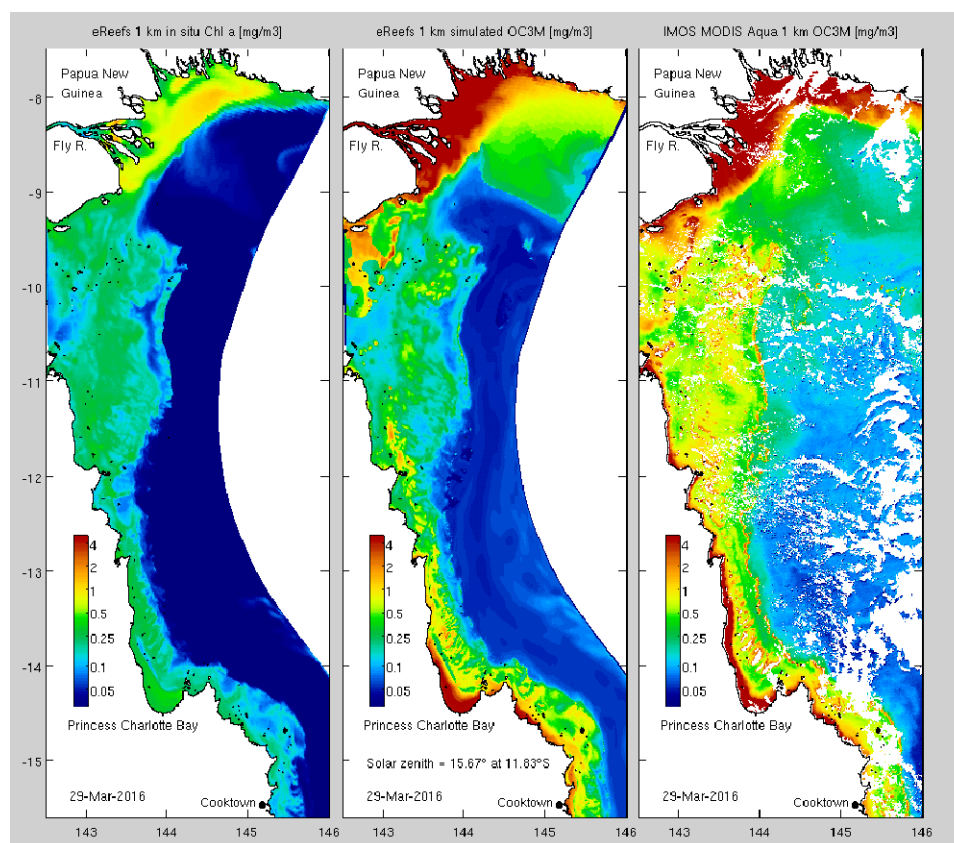 eReefs 1 km in situ Chl a [mg/m3]
eReefs 1 km simulated OC3M [mg/m3]
IMOS MODIS Aqua 1 km OC3M [mg/m3]
Papua New
Guinea
Papua New
Guinea
Papua New
Guinea
Fly R.
Fly R.
Fly R.
-8
-9
-10
-11
-12
-13
-14
-15
4
2
1
0.5
0.25
0.1
0.05
4
2
1
0.5
0.25
0.1
0.05
4
2
1
0.5
0.25
0.1
0.05
Princess Charlotte Bay
Princess Charlotte Bay
Princess Charlotte Bay
Solar zenith = 15.67° at 11.83°S
29-Mar-2016
Cooktown
29-Mar-2016
Cooktown
29-Mar-2016
Cooktown
143
144
145
146
143
144
145
146
143
144
145
146